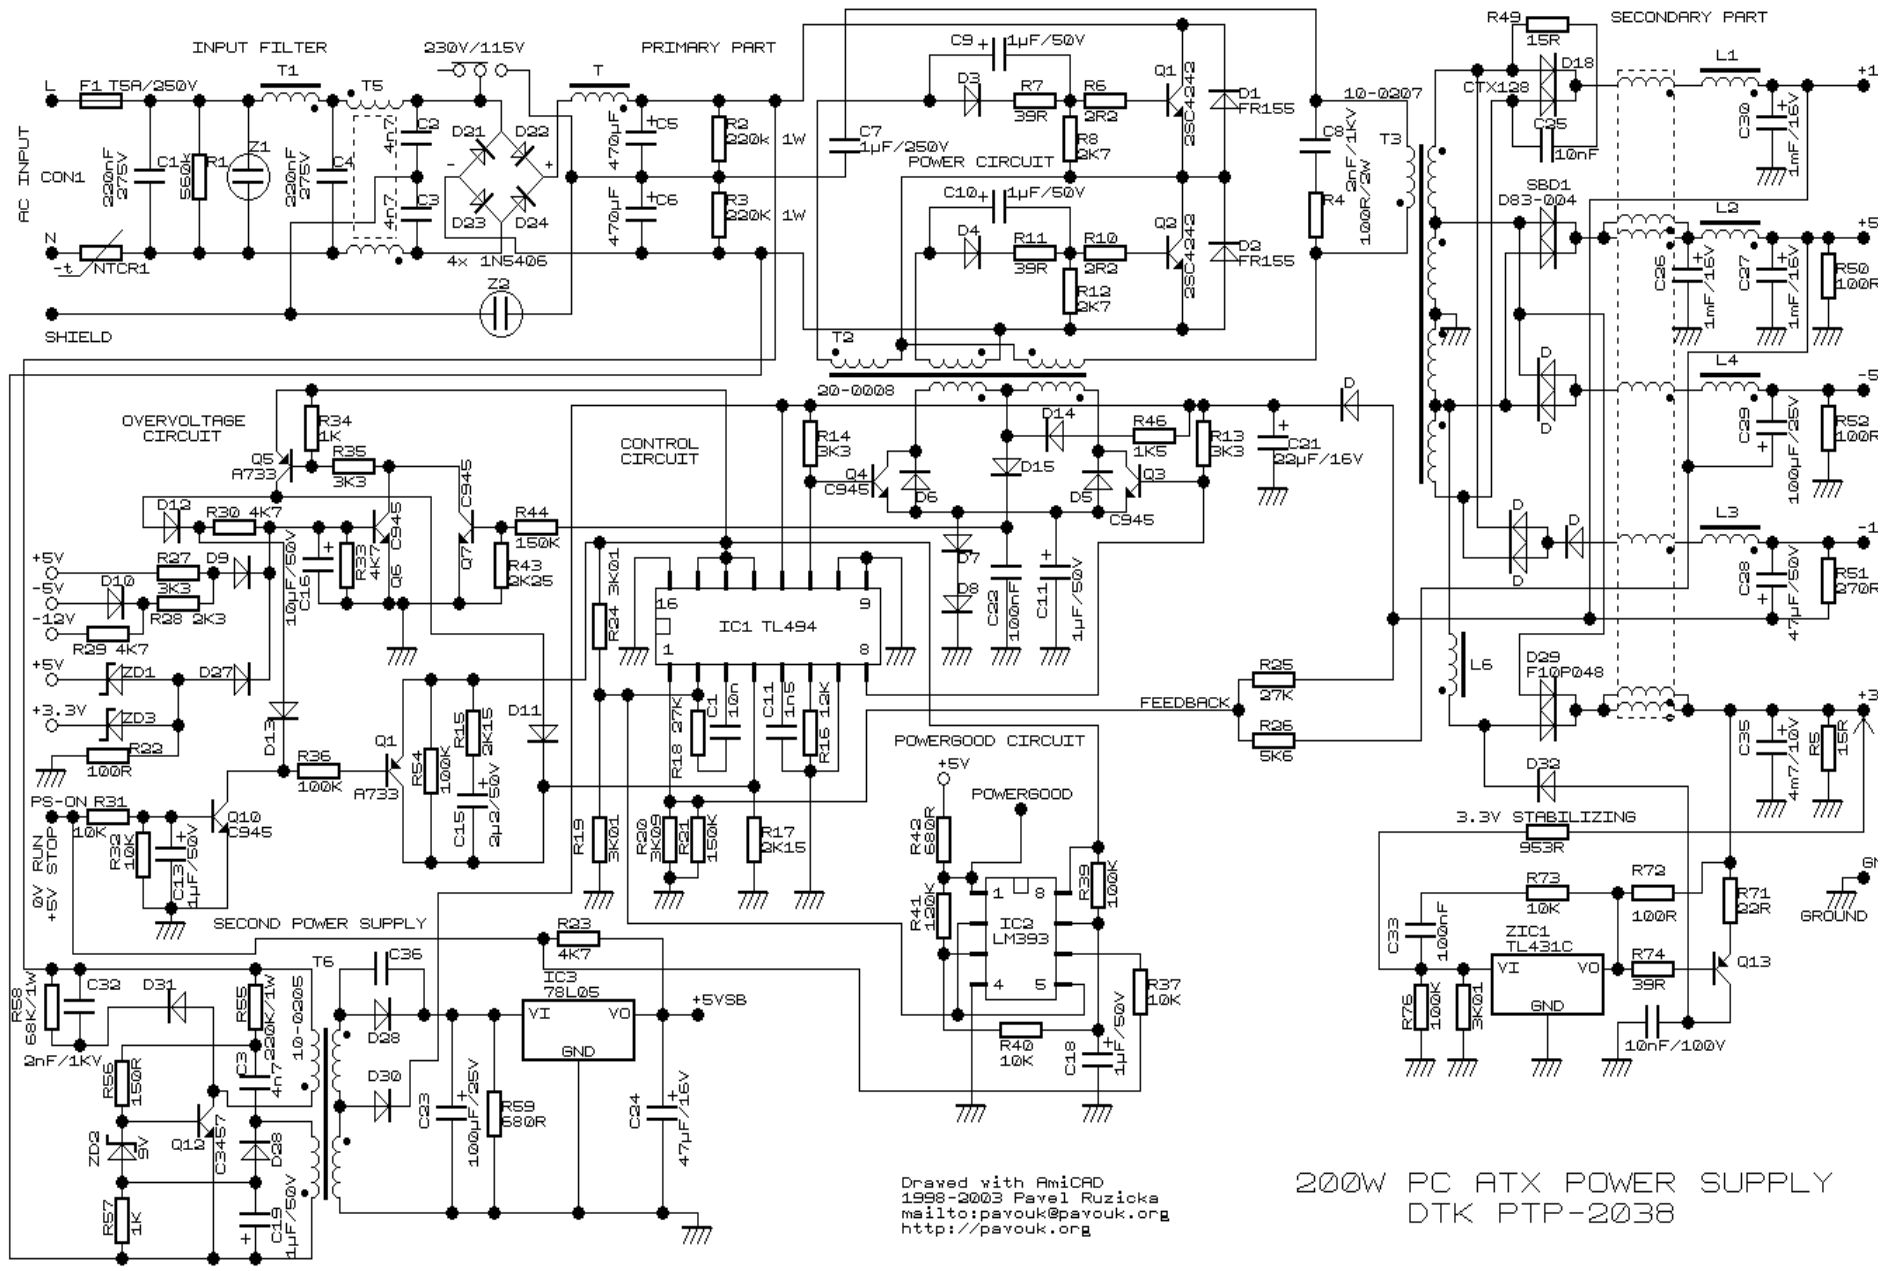 INPUT FILTER
230V/115V
PRIMARY PART
SECONDARY PART
AC INPUT
CON1
L
F1 T5A/250V
T1
T5
T
N
-t
NTCR1
SHIELD
C1
220nF
275V
R1
560k
Z1
C4
220nF
275V
C2
4n7
C3
4n7
D21
D22
D23
D24
-
+
4x 1N5406
Z2
C5
470µF
C6
470µF
R2
220k 1W
R3
220K 1W
C7
1µF/250V
C9
1µF/50V
D3
R7
39R
R6
2R2
R8
2K7
Q1
2SC4242
D1
FR155
POWER CIRCUIT
C10
1µF/50V
D4
R11
39R
R10
2R2
R12
2K7
Q2
2SC4242
D2
FR155
C8
2nF/1KV
R4
100R/2W
10-0207
T3
R49
15R
D18
CTX128
C25
10nF
L1
C30
1mF/16V
+1
SBD1
D83-004
L2
C26
1mF/16V
C27
1mF/16V
R50
100R
+5
D
D
L4
C29
100µF/25V
R52
100R
-5
D
D
D
L3
C28
47µF/50V
R51
270R
-1
L6
D29
F10P048
C35
4m7/10V
R5
15R
+3
T2
20-0008
OVERVOLTAGE
CIRCUIT
R34
1K
R35
3K3
Q5
A733
D12
R30 4K7
C16
10µF/50V
R33
4K7
Q6
C945
Q7
C945
R44
150K
R43
2K25
+5V
R27
3K3
D9
-5V
D10
R28 2K3
-12V
R29 4K7
+5V
ZD1
D27
+3.3V
ZD3
R22
100R
D13
R36
100K
Q1
A733
R54
100K
R15
2K15
C15
2µ2/50V
D11
CONTROL
CIRCUIT
R14
3K3
Q4
C945
D6
D14
R46
1K5
D15
D5
Q3
C945
R13
3K3
C21
22µF/16V
D
D7
D8
C22
100nF
C11
1µF/50V
R24
3K01
16
9
IC1 TL494
1
8
R18
27K
C1
10n
C11
1n5
R16
12K
R19
3K01
R20
3K09
R21
150K
R17
2K15
FEEDBACK
R25
27K
R26
5K6
POWERGOOD CIRCUIT
+5V
POWERGOOD
R42
680R
R41
120K
R39
100K
1
8
IC2
LM393
4
5
R37
10K
R40
10K
C18
1µF/50V
PS-ON
R31
10K
0V RUN
+5V STOP
R32
10K
C13
1µF/50V
Q10
C945
SECOND POWER SUPPLY
R23
4K7
T6
10-0205
C36
D28
D30
IC3
78L05
VI
VO
GND
+5VSB
C23
100µF/25V
R59
680R
C24
47µF/16V
R58
68K/1W
C32
2nF/1KV
D31
R55
220K/1W
R56
150R
C3
4n7
ZD2
9V
Q12
C3457
D28
R57
1K
C19
1µF/50V
D32
3.3V STABILIZING
953R
R73
10K
R72
100R
R71
22R
C33
100nF
ZIC1
TL431C
VI
VO
GND
R74
39R
Q13
R76
100K
3K01
10nF/100V
GROUND
Drawed with AmiCAD
1998-2003 Pavel Ruzicka
mailto:pavouk@pavouk.org
http://pavouk.org
200W PC ATX POWER SUPPLY
DTK PTP-2038